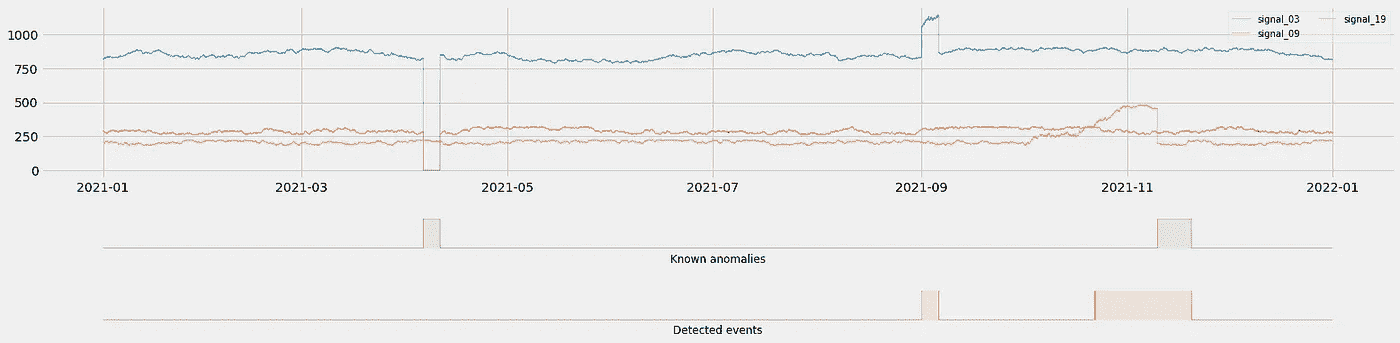 signal_03 signal_19
signal_09
1000
750
500
250
0
2021-01 2021-03 2021-05 2021-07 2021-09 2021-11 2022-01
Known anomalies
Detected events